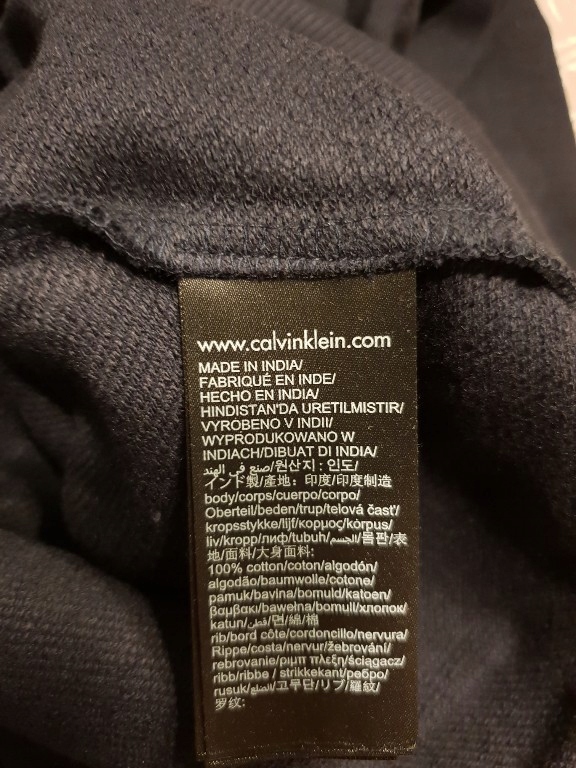 www.calvinklein.com
MADE IN INDIA/
FABRIQUÉ EN INDE/
HECHO EN INDIA/
HINDISTAN'DA URETILMISTIR/
VYROBENO V INDII/
WYPRODUKOWANO W
INDIACH/DIBUAT DI INDIA/
صنع في الهند/원산지 : 인도/
インド製/產地：印度/印度制造
body/corps/cuerpo/corpo/
Oberteil/beden/trup/telová časť/
kropsstykke/lijf/κορμος/kòrpus/
liv/kropp/лиф/tubuh/الجسم/몸판/表
地/面料/大身面料:
100% cotton/coton/algodón/
algodão/baumwolle/cotone/
pamuk/bavlna/bomuld/katoen/
βαμβακι/bawełna/bomull/хлопок/
katun/قطن/면/綿/棉
rib/bord côte/cordoncillo/nervura/
Rippe/costa/nervur/žebrování/
rebrovanie/ριμπ πλεξη/ściągacz/
ribb/ribbe / strikkekant/ребро/
rusuk/الضلع/고무단/リブ/羅紋/
罗纹: